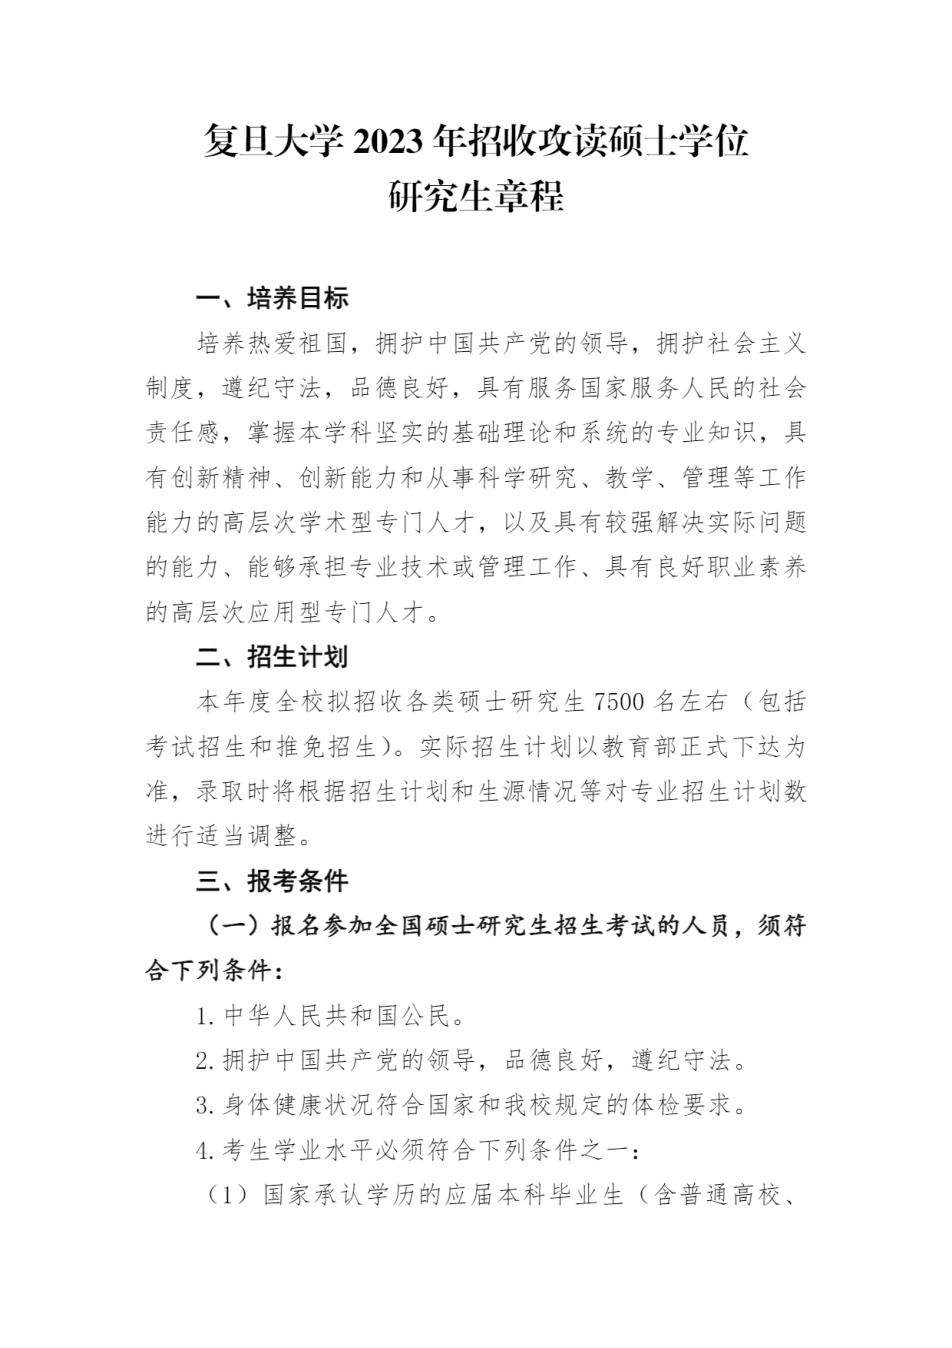 复旦大学 2023 年招收攻读硕士学位
研究生章程
一、培养目标
培养热爱祖国，拥护中国共产党的领导，拥护社会主义
制度，遵纪守法，品德良好，具有服务国家服务人民的社会
责任感，掌握本学科坚实的基础理论和系统的专业知识，具
有创新精神、创新能力和从事科学研究、教学、管理等工作
能力的高层次学术型专门人才，以及具有较强解决实际问题
的能力、能够承担专业技术或管理工作、具有良好职业素养
的高层次应用型专门人才。
二、招生计划
本年度全校拟招收各类硕士研究生 7500 名左右（包括
考试招生和推免招生）。实际招生计划以教育部正式下达为
准，录取时将根据招生计划和生源情况等对专业招生计划数
进行适当调整。
三、报考条件
（一）报名参加全国硕士研究生招生考试的人员，须符
合下列条件：
1.中华人民共和国公民。
2.拥护中国共产党的领导，品德良好，遵纪守法。
3.身体健康状况符合国家和我校规定的体检要求。
4.考生学业水平必须符合下列条件之一：
（1）国家承认学历的应届本科毕业生（含普通高校、